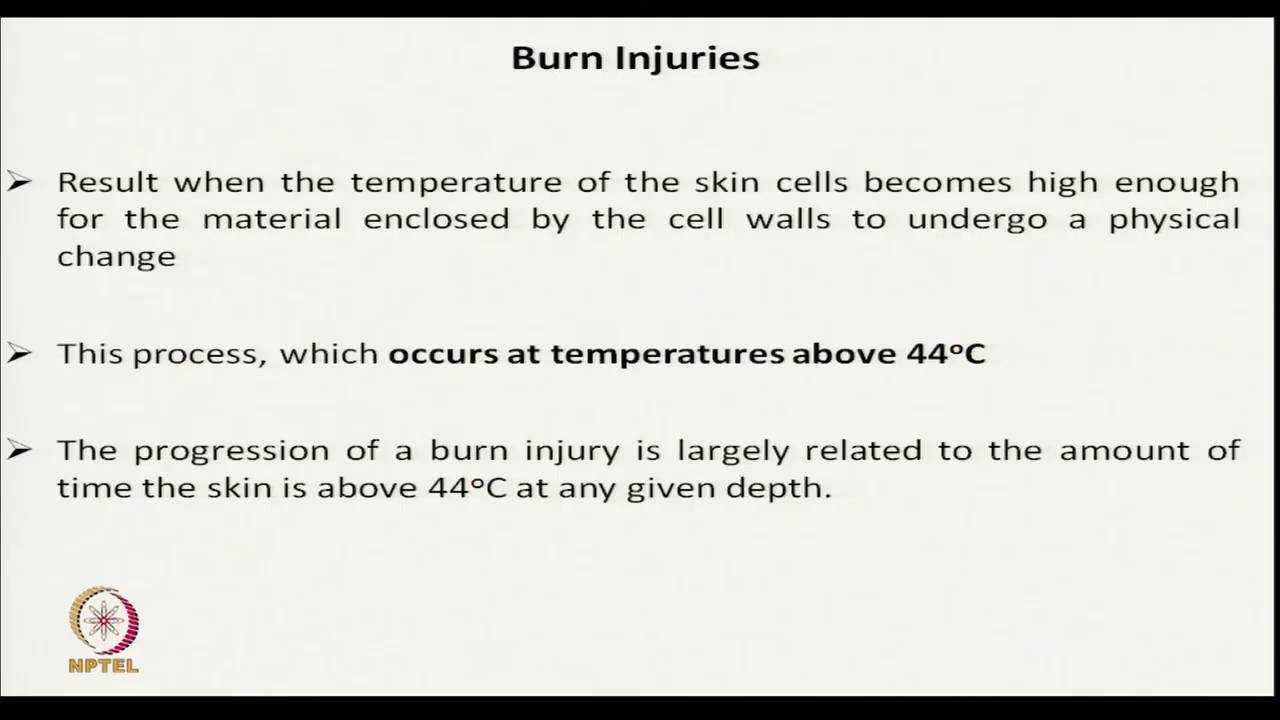 Burn Injuries
➢ Result when the temperature of the skin cells becomes high enough
for the material enclosed by the cell walls to undergo a physical
change
➢ This process, which occurs at temperatures above 44°C
➢ The progression of a burn injury is largely related to the amount of
time the skin is above 44°C at any given depth.
NPTEL